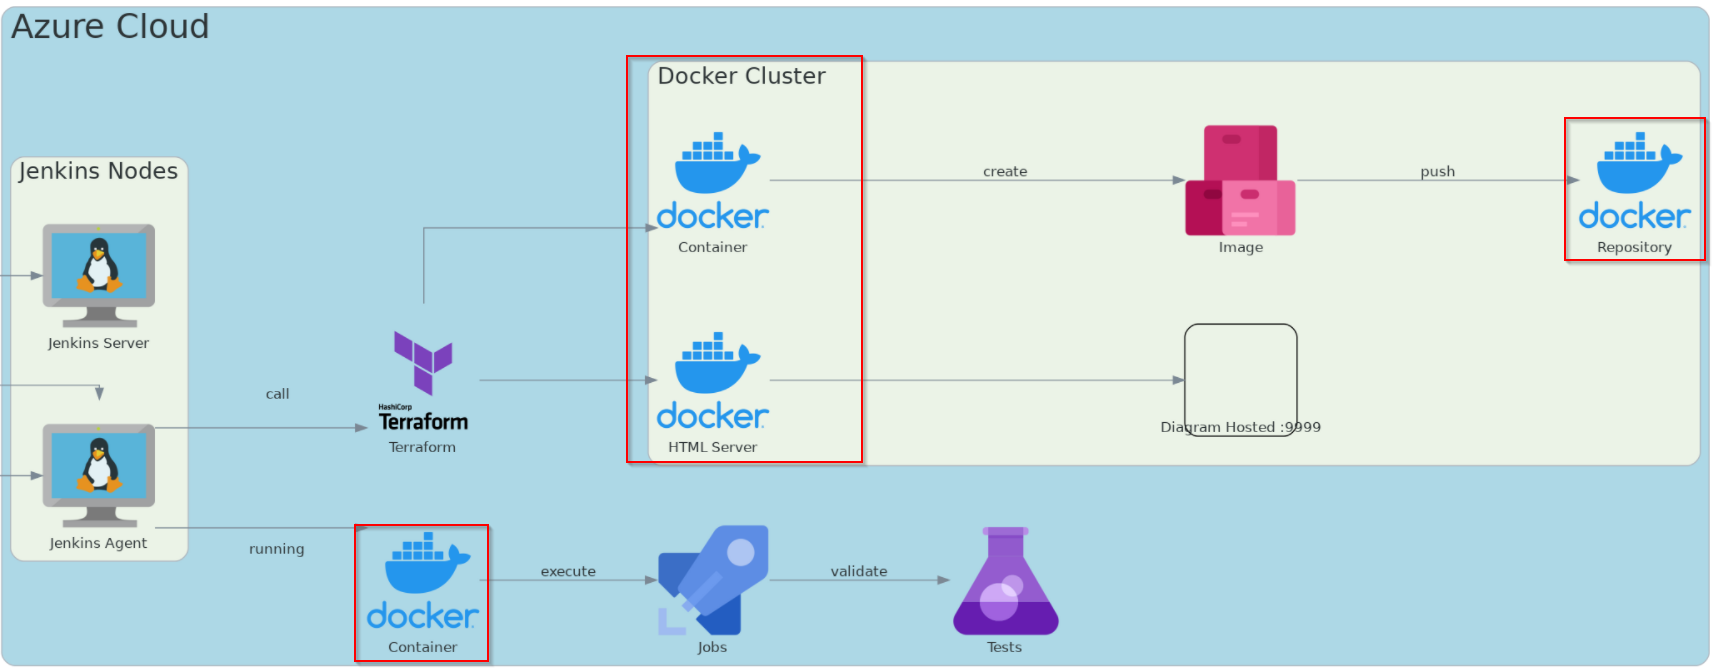 Azure Cloud
Docker Cluster
Jenkins Nodes
create
push
docker
Container
Image
docker
Repository
Jenkins Server
call
HashiCorp
Terraform
Terraform
docker
HTML Server
Diagram Hosted :9999
Jenkins Agent
running
docker
Container
execute
Jobs
validate
Tests